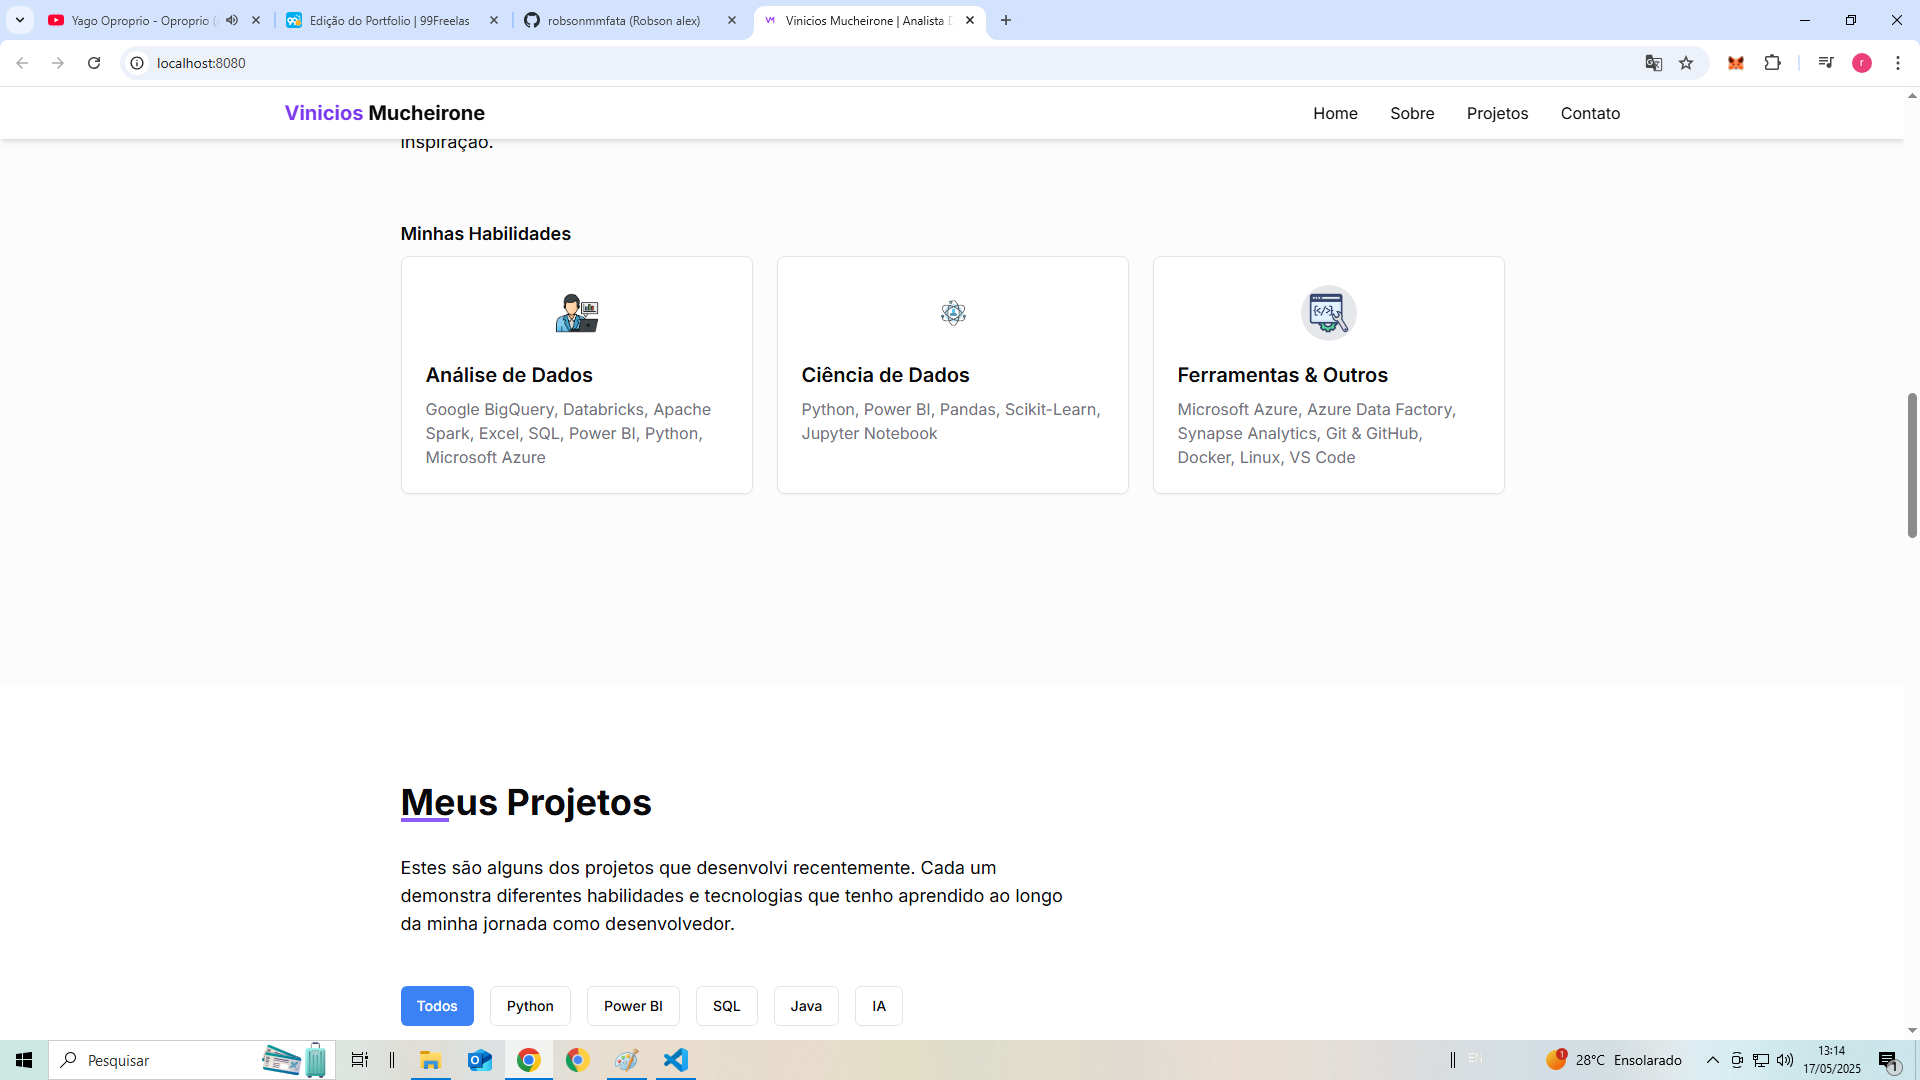 Yago Oproprio - Oproprio (
Edição do Portfolio | 99Freelas
robsonmmfata (Robson alex)
VM
Vinicios Mucheirone | Analista D
localhost:8080
r
Vinicios Mucheirone
Home
Sobre
Projetos
Contato
inspiração.
Minhas Habilidades
Análise de Dados
Google BigQuery, Databricks, Apache
Spark, Excel, SQL, Power BI, Python,
Microsoft Azure
Ciência de Dados
Python, Power BI, Pandas, Scikit-Learn,
Jupyter Notebook
</>
Ferramentas & Outros
Microsoft Azure, Azure Data Factory,
Synapse Analytics, Git & GitHub,
Docker, Linux, VS Code
Meus Projetos
Estes são alguns dos projetos que desenvolvi recentemente. Cada um
demonstra diferentes habilidades e tecnologias que tenho aprendido ao longo
da minha jornada como desenvolvedor.
Todos
Python
Power BI
SQL
Java
IA
Pesquisar
EN
1
28°C Ensolarado
13:14
17/05/2025
1